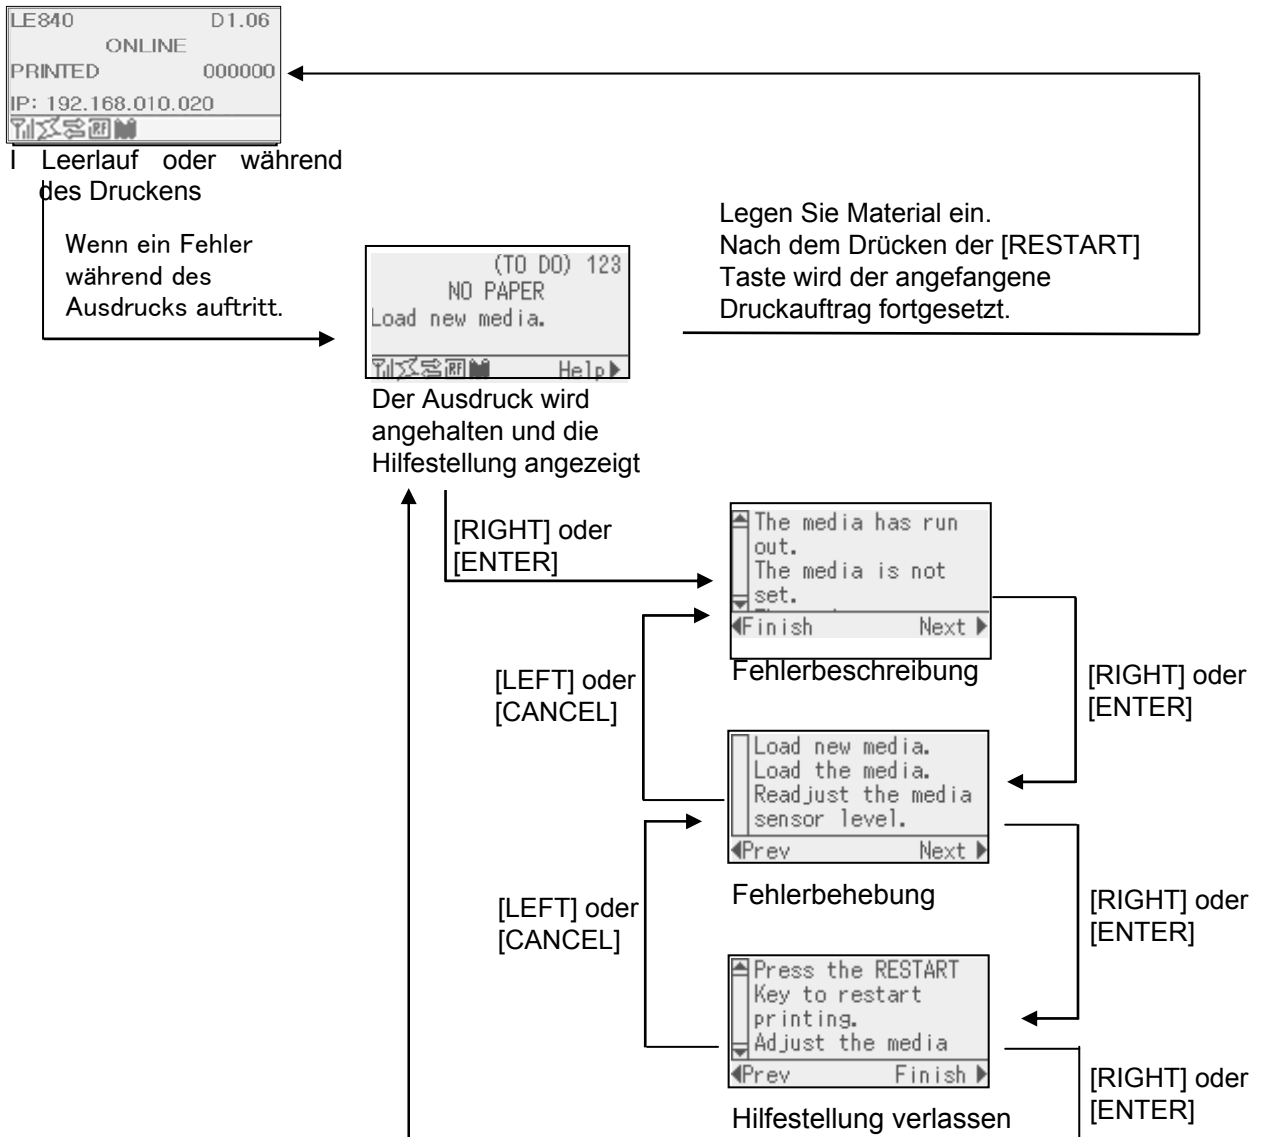 LE840 D1.06
ONLINE
PRINTED 000000
IP: 192.168.010.020
I Leerlauf oder während
des Druckens
Wenn ein Fehler
während des
Ausdrucks auftritt.
(TO DO) 123
NO PAPER
Load new media.
Help
Der Ausdruck wird
angehalten und die
Hilfestellung angezeigt
Legen Sie Material ein.
Nach dem Drücken der [RESTART]
Taste wird der angefangene
Druckauftrag fortgesetzt.
[RIGHT] oder
[ENTER]
The media has run
out.
The media is not
set.
Finish Next
Fehlerbeschreibung
[LEFT] oder
[CANCEL]
[RIGHT] oder
[ENTER]
Load new media.
Load the media.
Readjust the media
sensor level.
Prev Next
Fehlerbehebung
[LEFT] oder
[CANCEL]
[RIGHT] oder
[ENTER]
Press the RESTART
Key to restart
printing.
Adjust the media
Prev Finish
Hilfestellung verlassen
[RIGHT] oder
[ENTER]